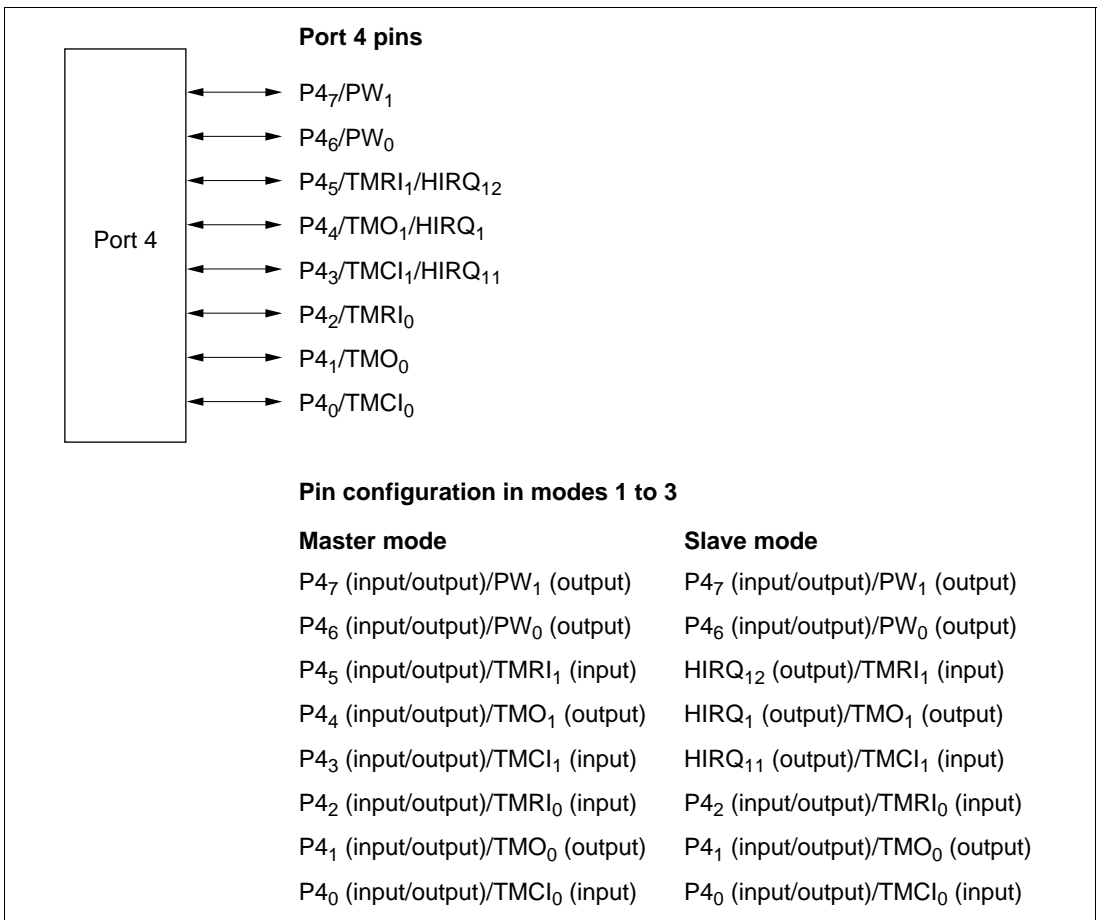 Port 4 pins
P4₇/PW₁
P4₆/PW₀
P4₅/TMRI₁/HIRQ₁₂
P4₄/TMO₁/HIRQ₁
Port 4
P4₃/TMCI₁/HIRQ₁₁
P4₂/TMRI₀
P4₁/TMO₀
P4₀/TMCI₀
Pin configuration in modes 1 to 3
Master mode Slave mode
P4₇ (input/output)/PW₁ (output) P4₇ (input/output)/PW₁ (output)
P4₆ (input/output)/PW₀ (output) P4₆ (input/output)/PW₀ (output)
P4₅ (input/output)/TMRI₁ (input) HIRQ₁₂ (output)/TMRI₁ (input)
P4₄ (input/output)/TMO₁ (output) HIRQ₁ (output)/TMO₁ (output)
P4₃ (input/output)/TMCI₁ (input) HIRQ₁₁ (output)/TMCI₁ (input)
P4₂ (input/output)/TMRI₀ (input) P4₂ (input/output)/TMRI₀ (input)
P4₁ (input/output)/TMO₀ (output) P4₁ (input/output)/TMO₀ (output)
P4₀ (input/output)/TMCI₀ (input) P4₀ (input/output)/TMCI₀ (input)